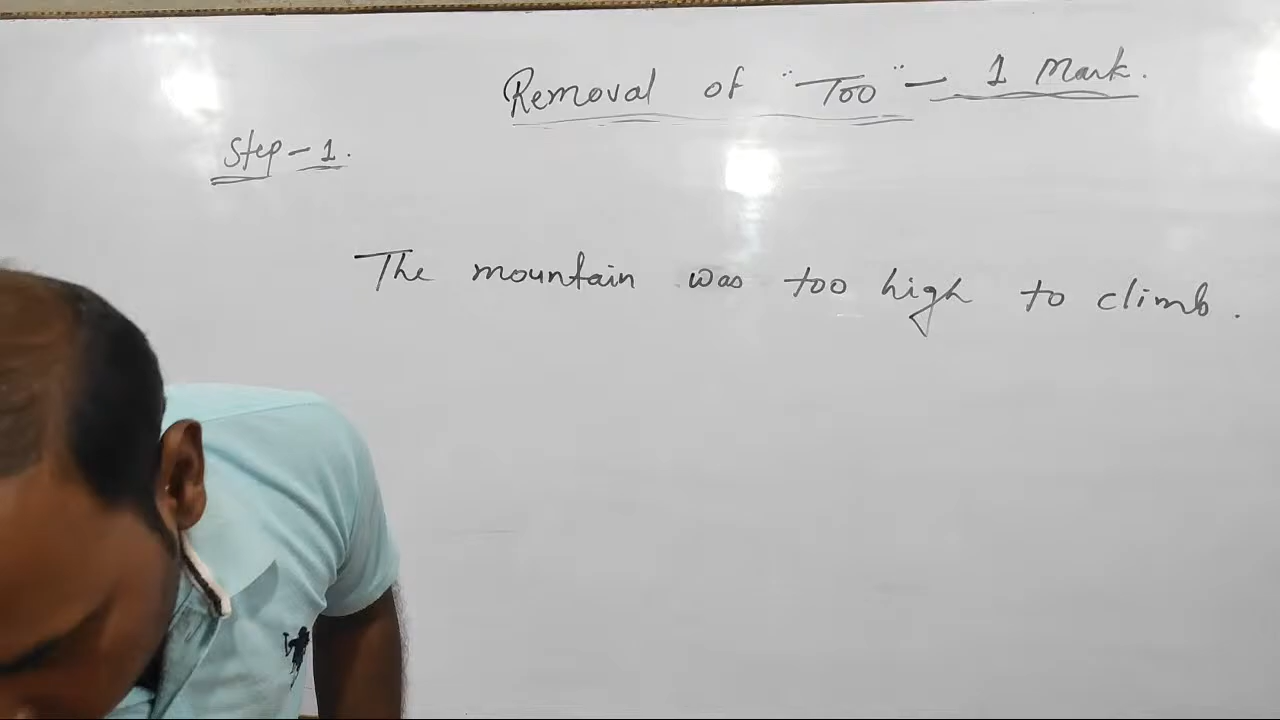 Removal of "Too" - 1 Mark.
Step - 1.
The mountain was too high to climb.